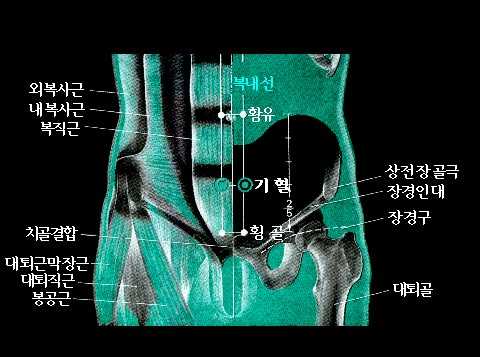 복내선
외복사근
내복사근
복직근
황유
기 혈
상전장골극
장경인대
장경구
2
5
치골결합
횡 골
대퇴근막장근
대퇴직근
봉공근
대퇴골